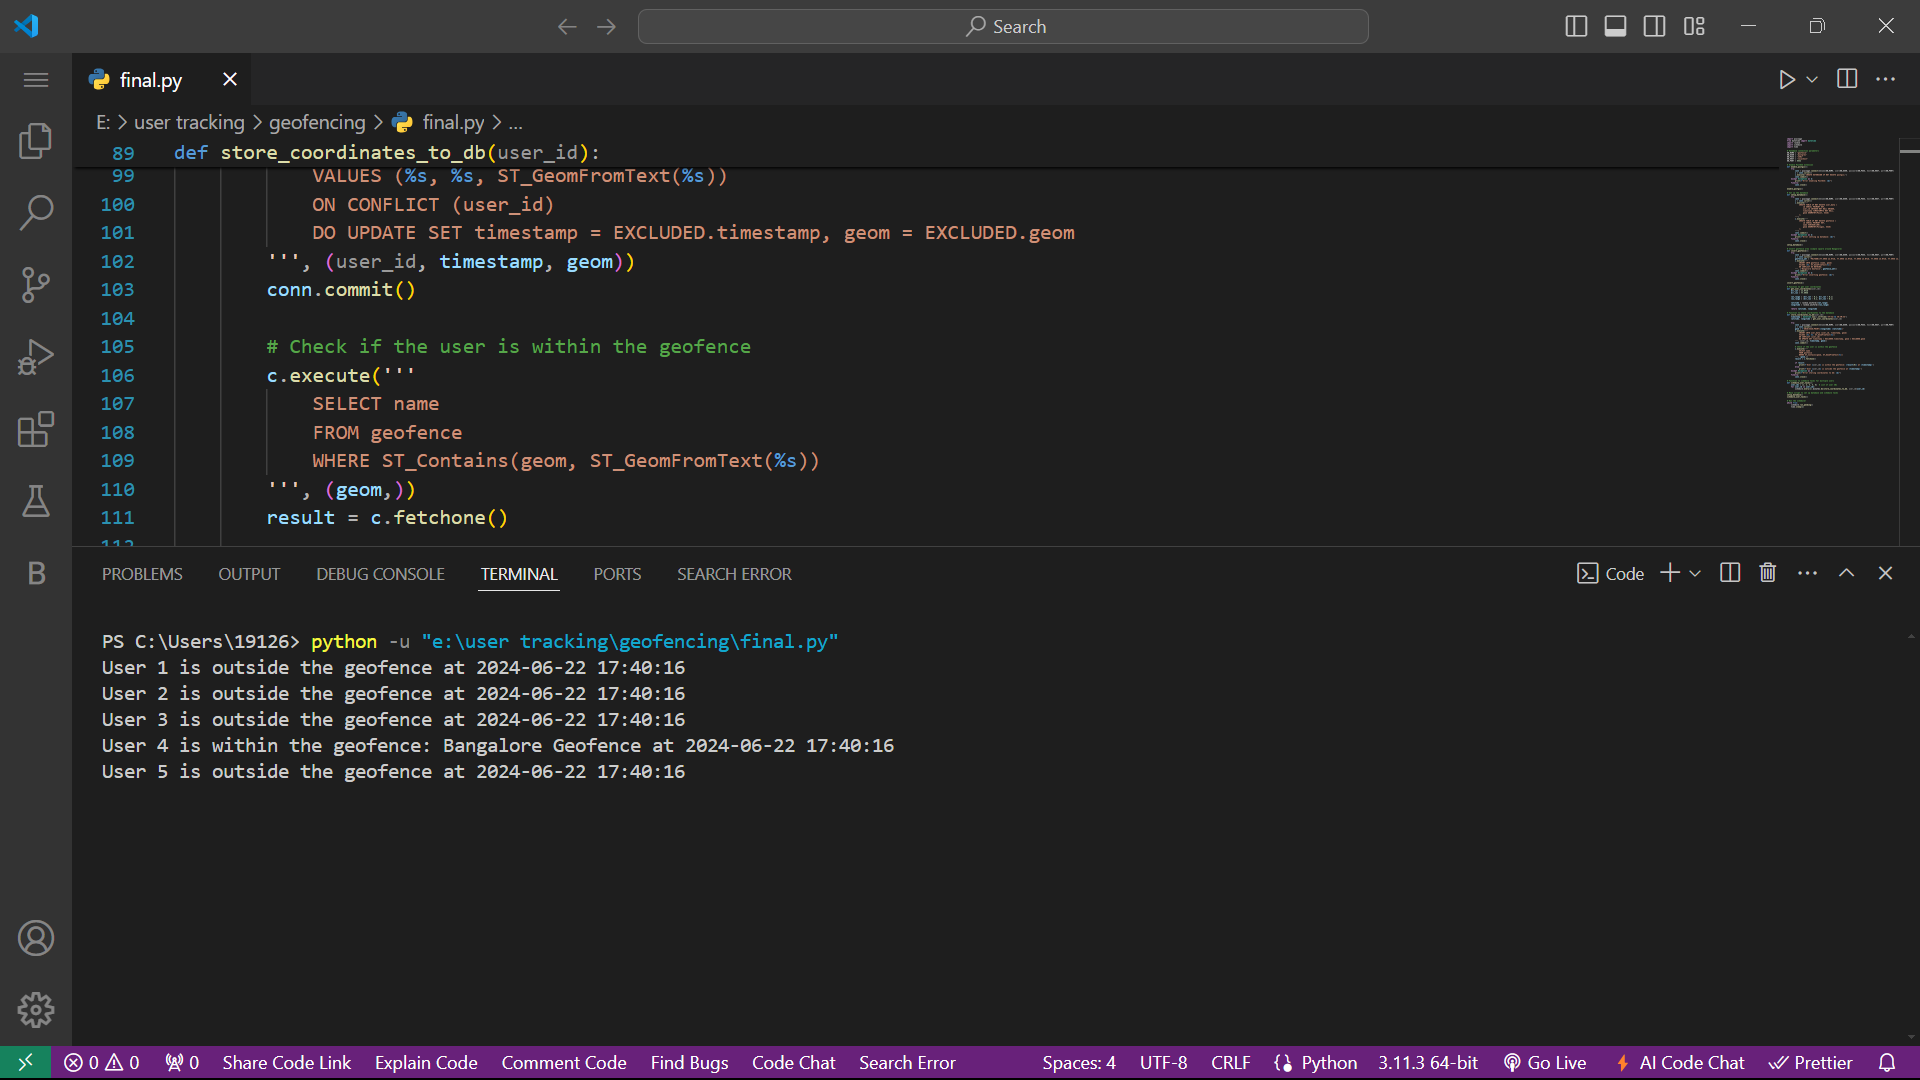 Search
final.py
E: > user tracking > geofencing > final.py > ...
89 def store_coordinates_to_db(user_id):
99 VALUES (%s, %s, ST_GeomFromText(%s))
100 ON CONFLICT (user_id)
101 DO UPDATE SET timestamp = EXCLUDED.timestamp, geom = EXCLUDED.geom
102 ''', (user_id, timestamp, geom))
103 conn.commit()
104
105 # Check if the user is within the geofence
106 c.execute('''
107 SELECT name
108 FROM geofence
109 WHERE ST_Contains(geom, ST_GeomFromText(%s))
110 ''', (geom,))
111 result = c.fetchone()
112
PROBLEMS OUTPUT DEBUG CONSOLE TERMINAL PORTS SEARCH ERROR Code
PS C:\Users\19126> python -u "e:\user tracking\geofencing\final.py"
User 1 is outside the geofence at 2024-06-22 17:40:16
User 2 is outside the geofence at 2024-06-22 17:40:16
User 3 is outside the geofence at 2024-06-22 17:40:16
User 4 is within the geofence: Bangalore Geofence at 2024-06-22 17:40:16
User 5 is outside the geofence at 2024-06-22 17:40:16
B
0 0 0 Share Code Link Explain Code Comment Code Find Bugs Code Chat Search Error Spaces: 4 UTF-8 CRLF {} Python 3.11.3 64-bit Go Live AI Code Chat Prettier